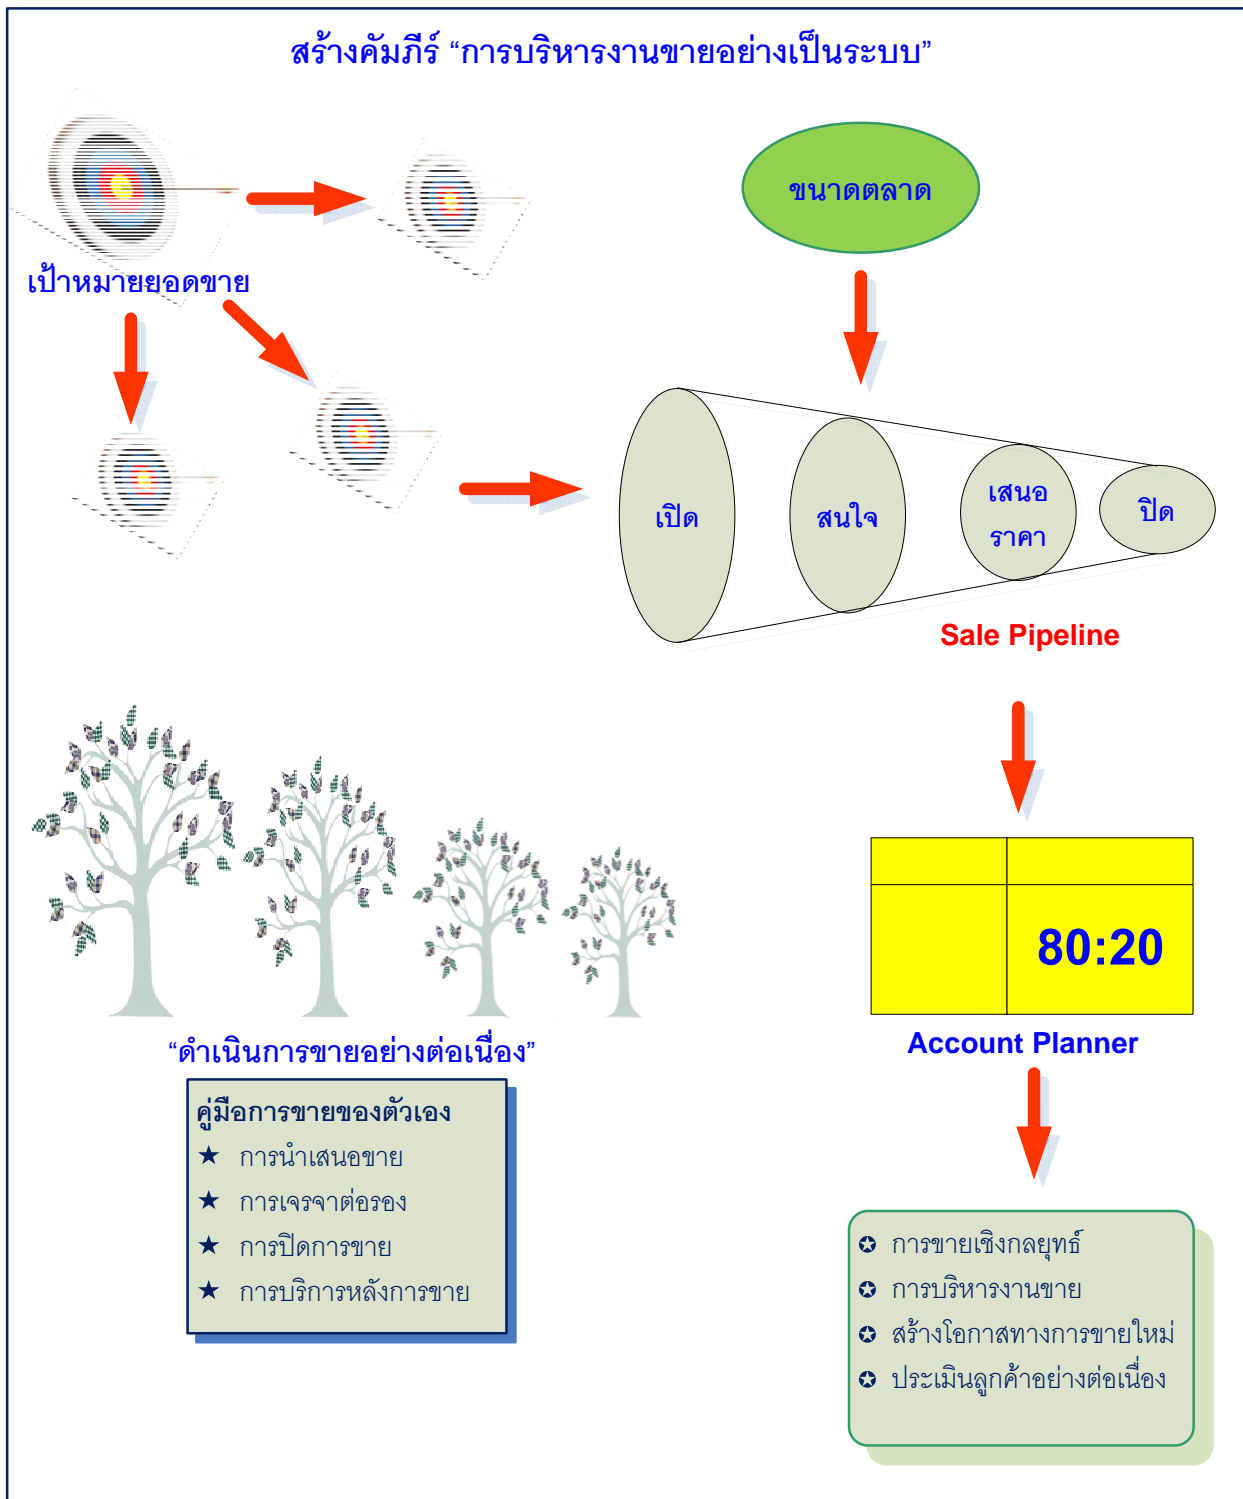 สร้างคัมภีร์ “การบริหารงานขายอย่างเป็นระบบ”
ขนาดตลาด
เป้าหมายยอดขาย
เปิด
สนใจ
เสนอ
ราคา
ปิด
Sale Pipeline
80:20
Account Planner
“ดำเนินการขายอย่างต่อเนื่อง”
คู่มือการขายของตัวเอง
★ การนำเสนอขาย
★ การเจรจาต่อรอง
★ การปิดการขาย
★ การบริการหลังการขาย
✪ การขายเชิงกลยุทธ์
✪ การบริหารงานขาย
✪ สร้างโอกาสทางการขายใหม่
✪ ประเมินลูกค้าอย่างต่อเนื่อง